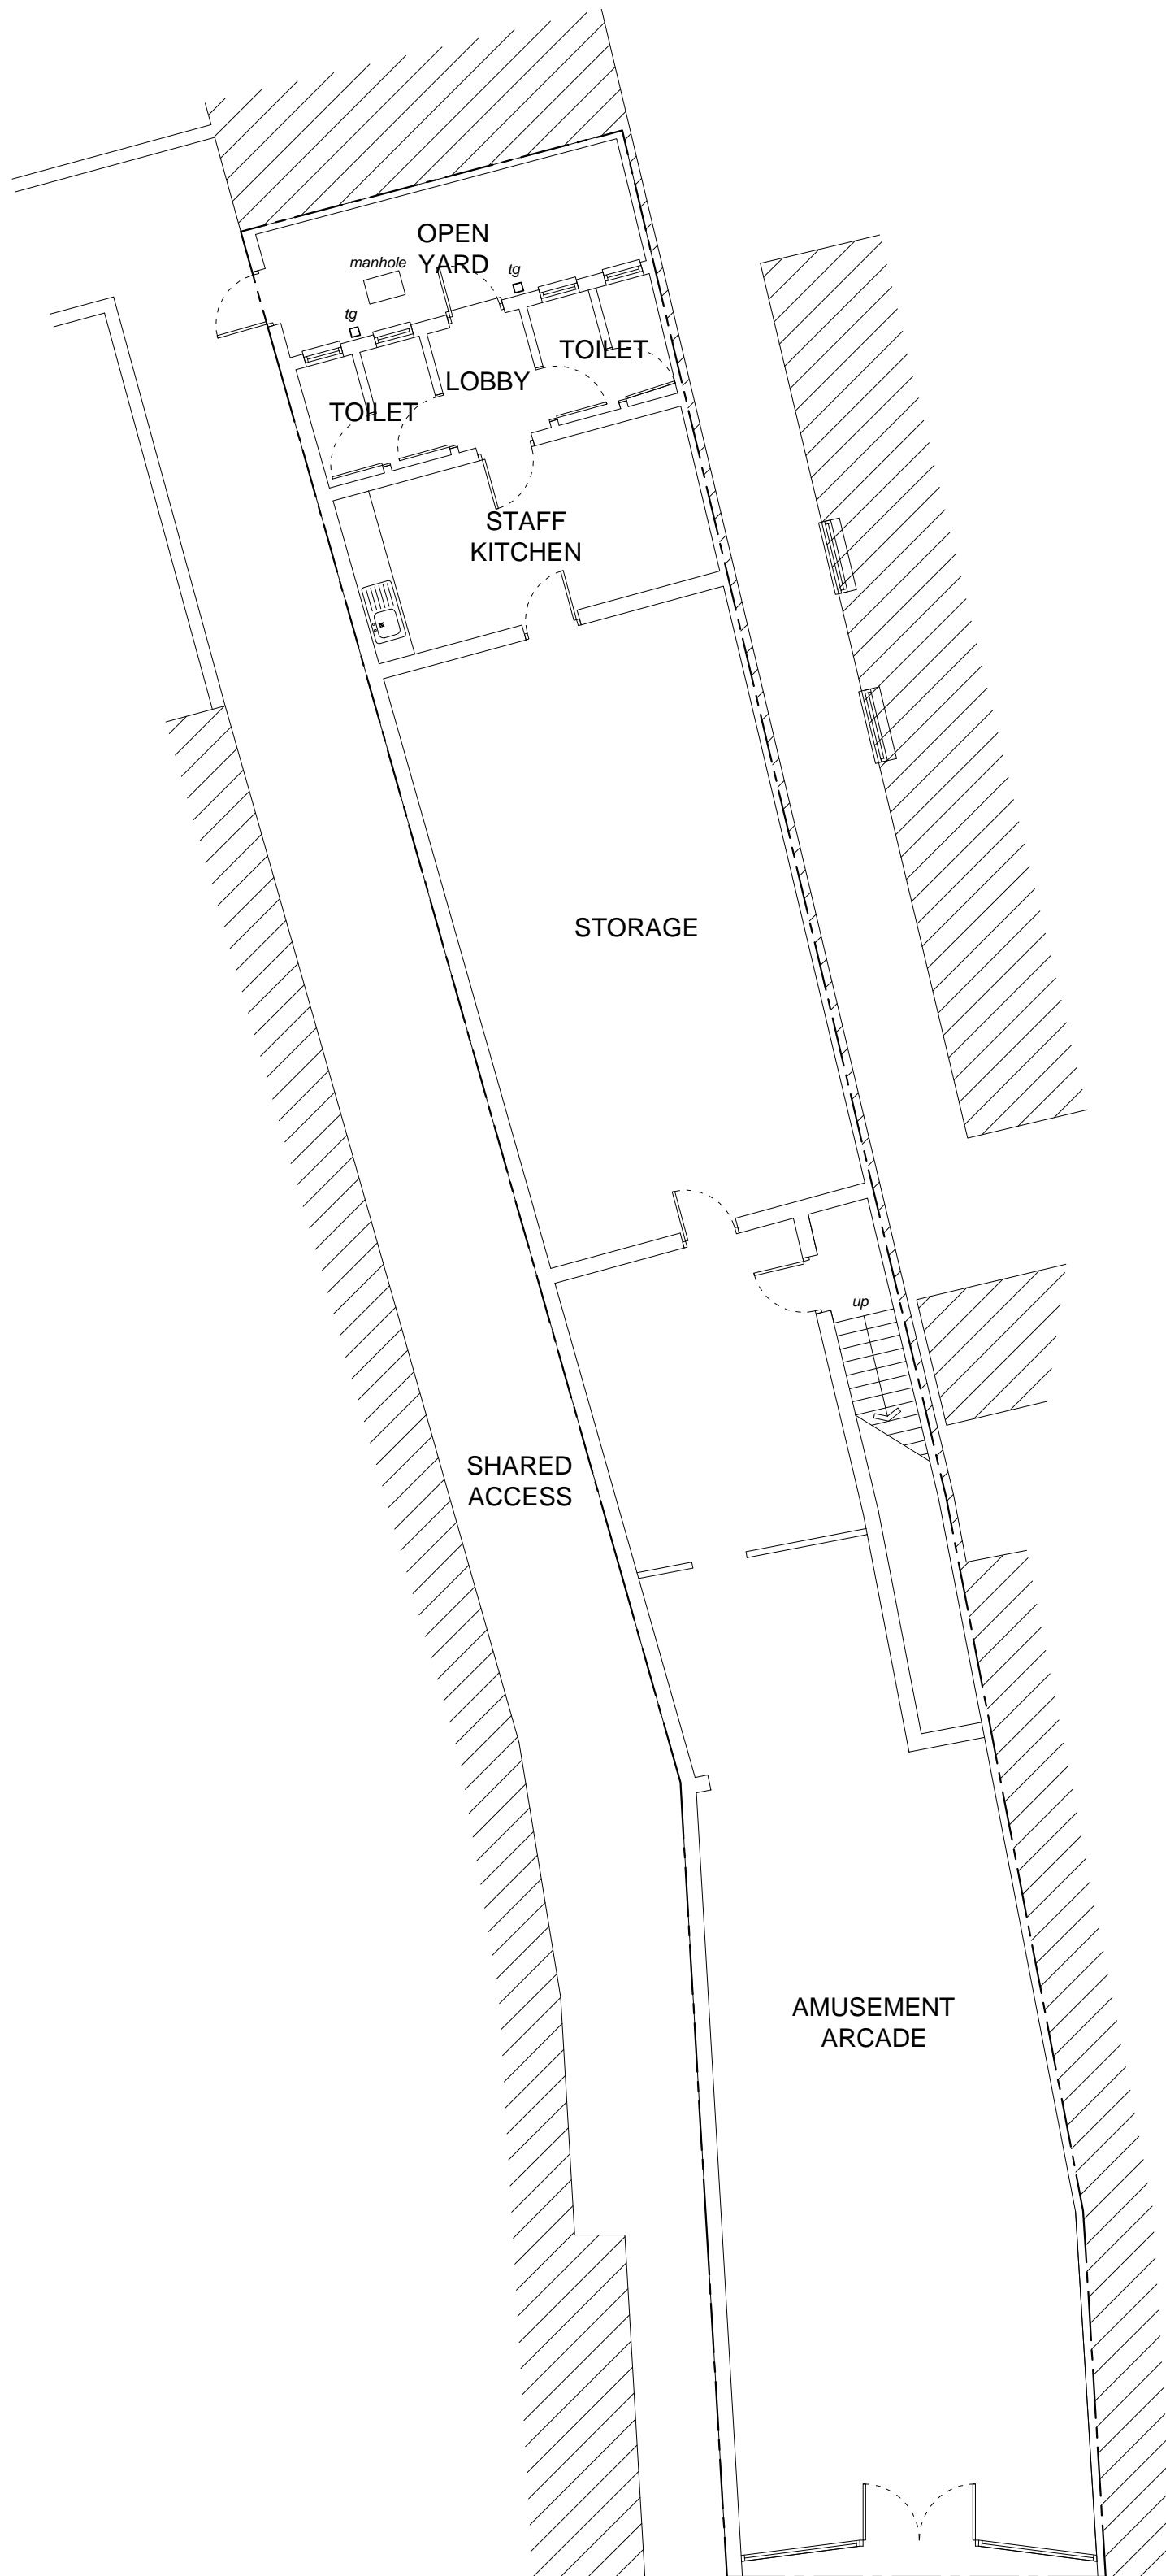 OPEN
YARD
manhole
tg
tg
TOILET
LOBBY
TOILET
STAFF
KITCHEN
STORAGE
up
SHARED
ACCESS
AMUSEMENT
ARCADE